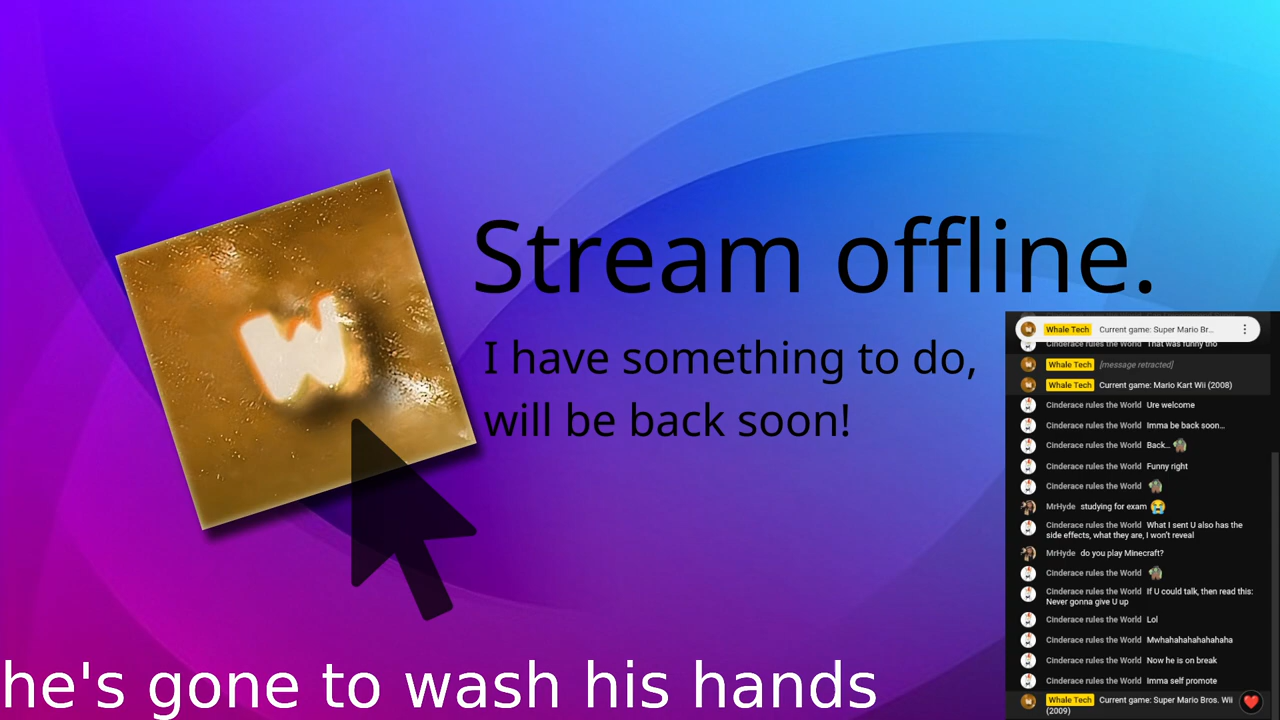 W
Stream offline.
I have something to do,
will be back soon!
he's gone to wash his hands
Whale Tech Current game: Super Mario Br...
Cinderace rules the World That was funny tho
Whale Tech [message retracted]
Whale Tech Current game: Mario Kart Wii (2008)
Cinderace rules the World Ure welcome
Cinderace rules the World Imma be back soon...
Cinderace rules the World Back...
Cinderace rules the World Funny right
Cinderace rules the World
MrHyde studying for exam 😭
Cinderace rules the World What I sent U also has the
side effects, what they are, I won't reveal
MrHyde do you play Minecraft?
Cinderace rules the World
Cinderace rules the World If U could talk, then read this:
Never gonna give U up
Cinderace rules the World Lol
Cinderace rules the World Mwhahahahahahahaha
Cinderace rules the World Now he is on break
Cinderace rules the World Imma self promote
Whale Tech Current game: Super Mario Bros. Wii
(2009)